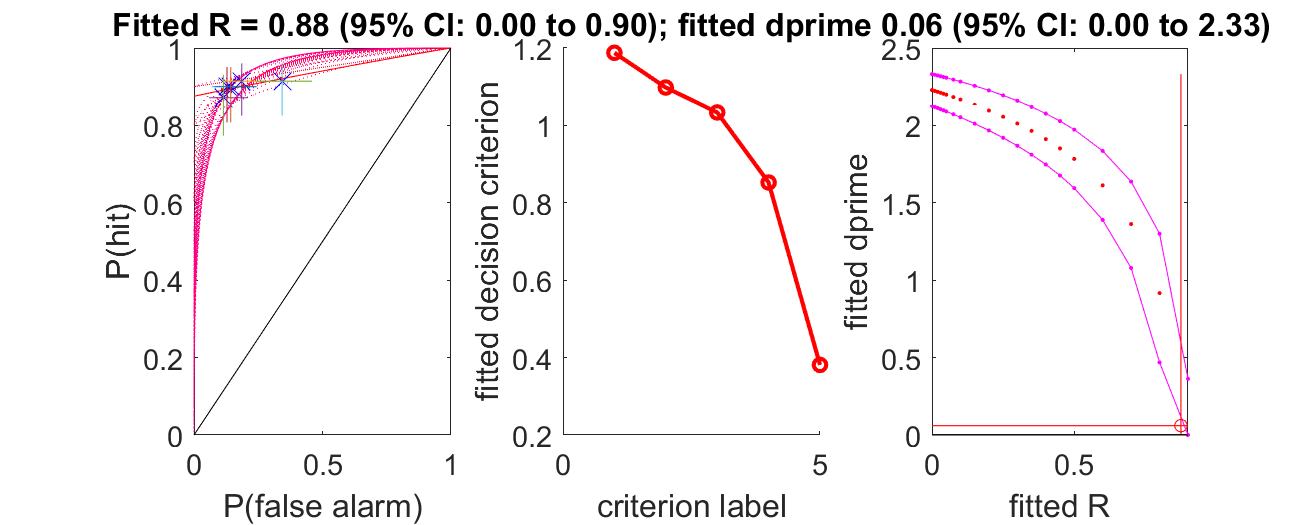 Fitted R = 0.88 (95% CI: 0.00 to 0.90); fitted dprime 0.06 (95% CI: 0.00 to 2.33)
P(hit)
1
0.8
0.6
0.4
0.2
0
0 0.5 1
P(false alarm)
fitted decision criterion
1.2
1
0.8
0.6
0.4
0.2
0 5
criterion label
fitted dprime
2.5
2
1.5
1
0.5
0
0 0.5
fitted R